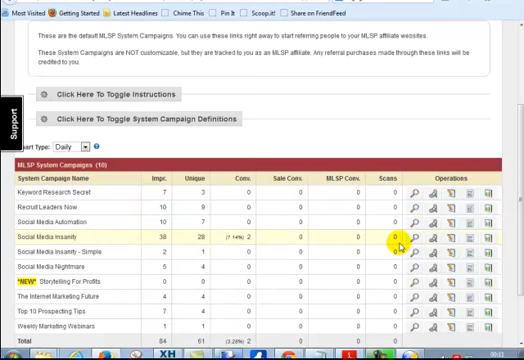 Most Visited Getting Started Latest Headlines Chime This Pin It Scoop.it! Share on FriendFeed
These are the default MLSP System Campaigns. You can use these links right away to start referring people to your MLSP affiliate websites.
These System Campaigns are NOT customizable, but they are tracked to you as an MLSP affiliate. Any referral purchases made through these links will be
credited to you.
Click Here To Toggle Instructions
Click Here To Toggle System Campaign Definitions
Support
art Type: Daily
MLSP System Campaigns (10)
System Campaign Name Impr. Unique Conv. Sale Conv. MLSP Conv. Scans Operations
Keyword Research Secret 7 3 0 0 0 0
Recruit Leaders Now 10 9 0 0 0 0
Social Media Automation 10 7 0 0 0 0
Social Media Insanity 38 28 (7.14%) 2 0 0 0
Social Media Insanity - Simple 2 1 0 0 0 0
Social Media Nightmare 5 4 0 0 0 0
*NEW* Storytelling For Profits 0 0 0 0 0 0
The Internet Marketing Future 4 4 0 0 0 0
Top 10 Prospecting Tips 7 4 0 0 0 0
Weekly Marketing Webinars 1 1 0 0 0 0
Total 84 61 (3.28%) 2 0 0 0
XH
00:11